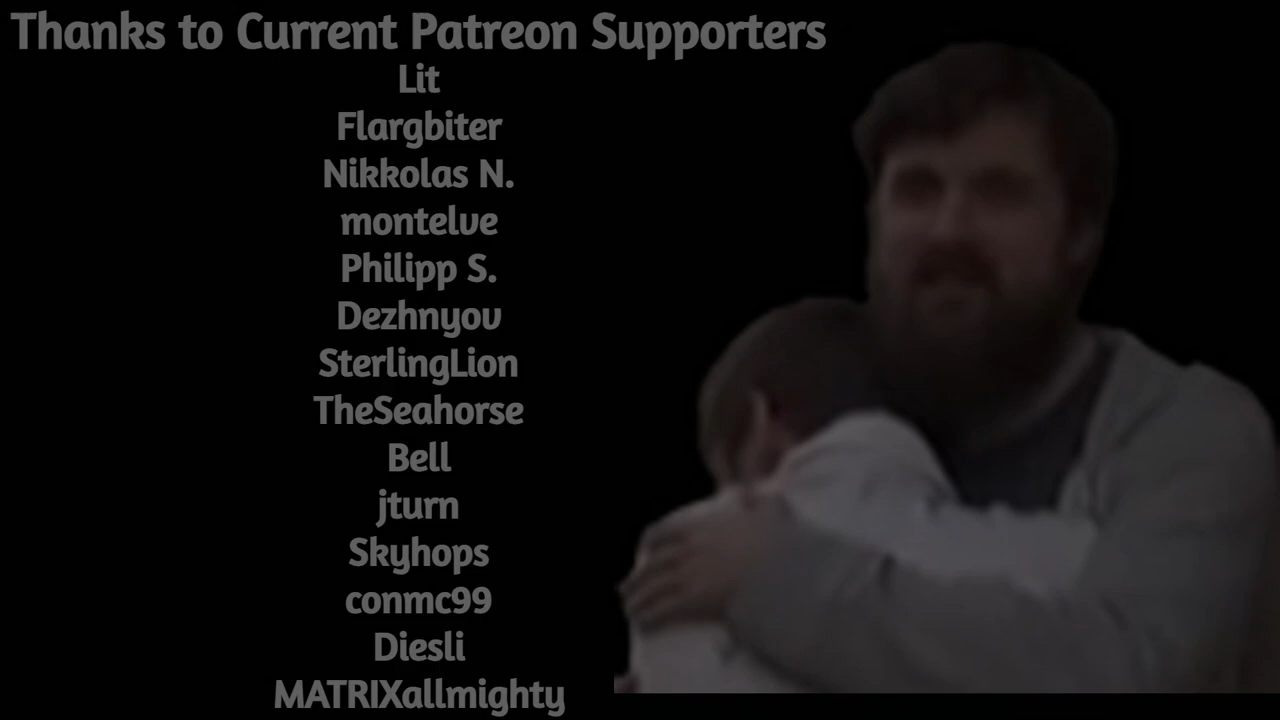 Thanks to Current Patreon Supporters
Lit
Flargbiter
Nikkolas N.
montelve
Philipp S.
Dezhnyov
SterlingLion
TheSeahorse
Bell
jturn
Skyhops
conmc99
Diesli
MATRIXallmighty